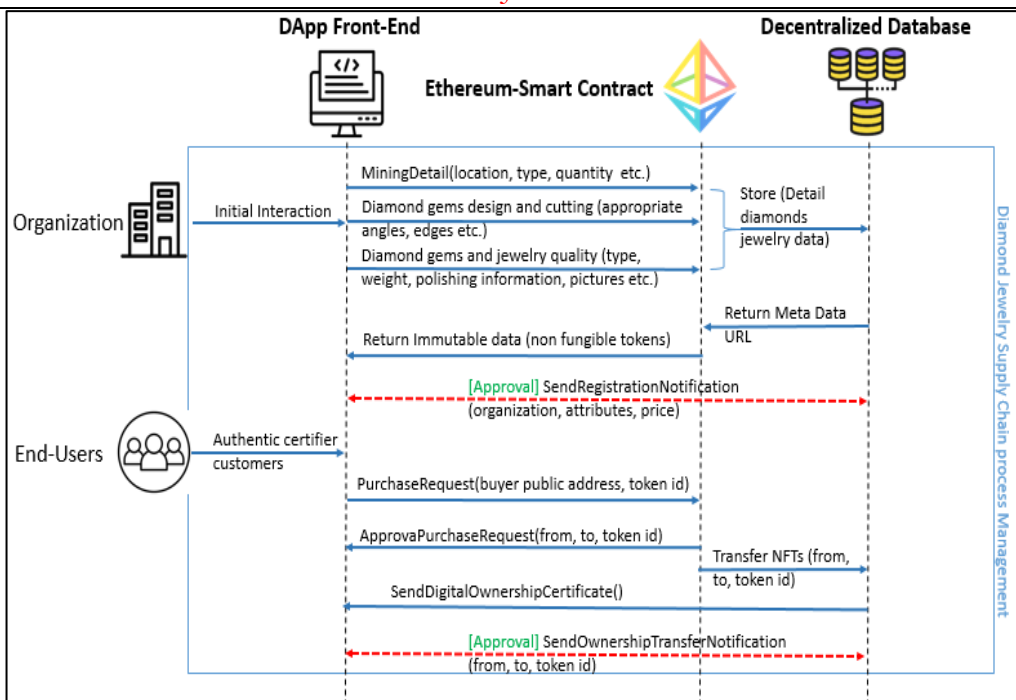 DApp Front-End
Decentralized Database
</>
Ethereum-Smart Contract
MiningDetail(location, type, quantity etc.)
Organization
Initial Interaction
Diamond gems design and cutting (appropriate
angles, edges etc.)
Store (Detail
diamonds
jewelry data)
Diamond gems and jewelry quality (type,
weight, polishing information, pictures etc.)
Return Meta Data
URL
Return Immutable data (non fungible tokens)
[Approval] SendRegistrationNotification
(organization, attributes, price)
End-Users
Authentic certifier
customers
PurchaseRequest(buyer public address, token id)
ApprovaPurchaseRequest(from, to, token id)
Transfer NFTs (from,
to, token id)
SendDigitalOwnershipCertificate()
[Approval] SendOwnershipTransferNotification
(from, to, token id)
Diamond Jewelry Supply Chain process Management